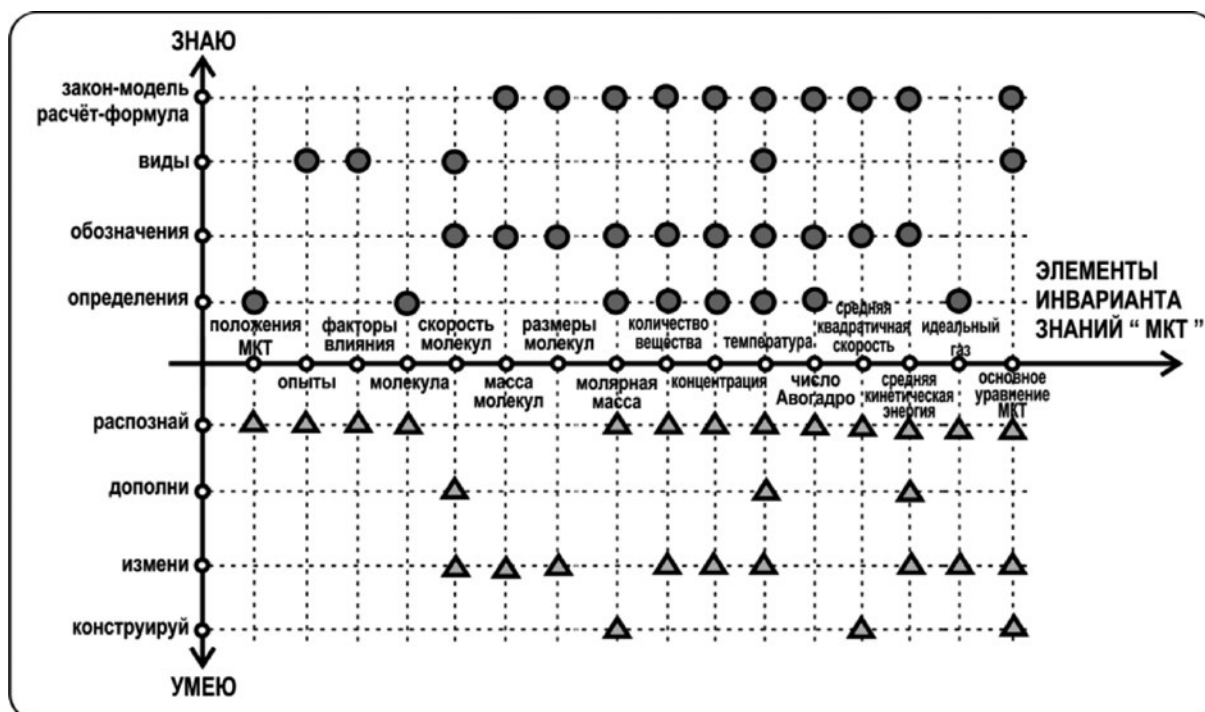 ЗНАЮ
закон-модель
расчёт-формула
виды
обозначения
определения
ЭЛЕМЕНТЫ
ИНВАРИАНТА
ЗНАНИЙ “ МКТ ”
положения
МКТ
факторы
влияния
скорость
молекул
размеры
молекул
количество
вещества
температура
средняя
квадратичная
скорость
идеальный
газ
опыты
молекула
масса
молекул
молярная
масса
концентрация
число
Авогадро
средняя
кинетическая
энергия
основное
уравнение
МКТ
распознай
дополни
измени
конструируй
УМЕЮ